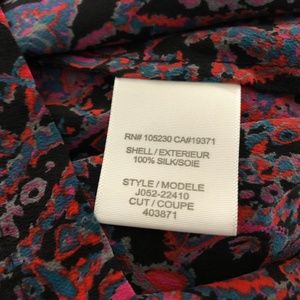 RN# 105230 CA#19371
SHELL / EXTERIEUR
100% SILK/SOIE
STYLE / MODELE
J052-22410
CUT / COUPE
403871